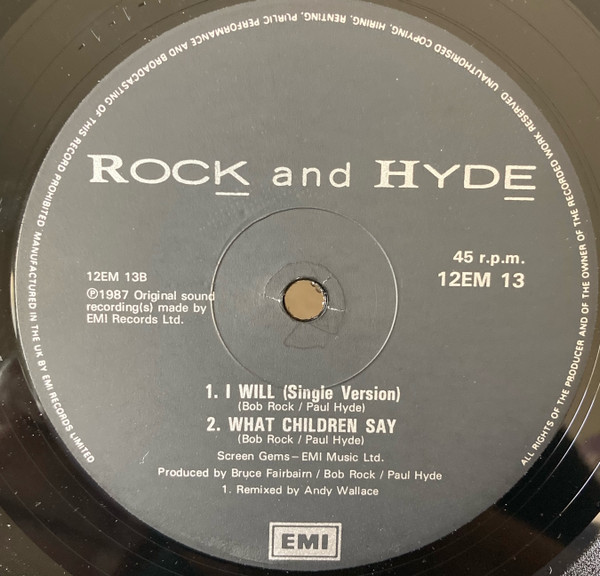 ROCK and HYDE
45 r.p.m.
12EM 13
12EM 13B
℗1987 Original sound
recording(s) made by
EMI Records Ltd.
1. I WILL (Single Version)
(Bob Rock / Paul Hyde)
2. WHAT CHILDREN SAY
(Bob Rock / Paul Hyde)
Screen Gems–EMI Music Ltd.
Produced by Bruce Fairbairn / Bob Rock / Paul Hyde
1. Remixed by Andy Wallace
EMI
ALL RIGHTS OF THE PRODUCER AND OF THE OWNER OF THE RECORDED WORK RESERVED UNAUTHORISED COPYING, HIRING, RENTING, PUBLIC PERFORMANCE AND BROADCASTING OF THIS RECORD PROHIBITED MANUFACTURED IN THE UK BY EMI RECORDS LIMITED